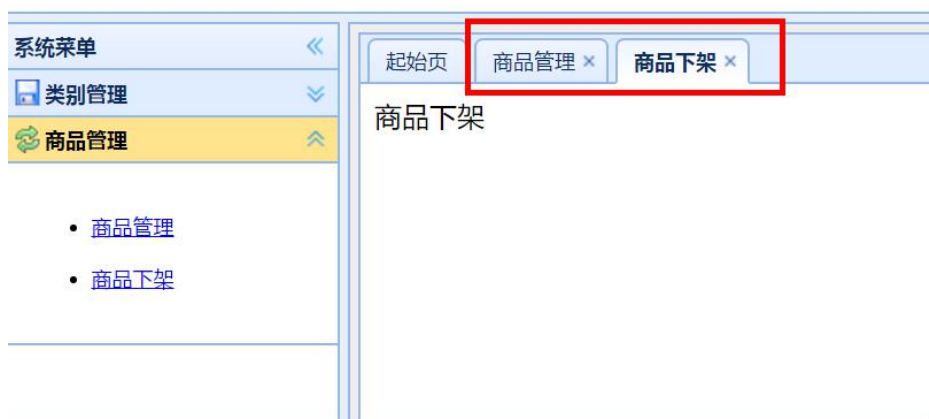 系统菜单
类别管理
商品管理
商品管理
商品下架
起始页 商品管理 × 商品下架 ×
商品下架